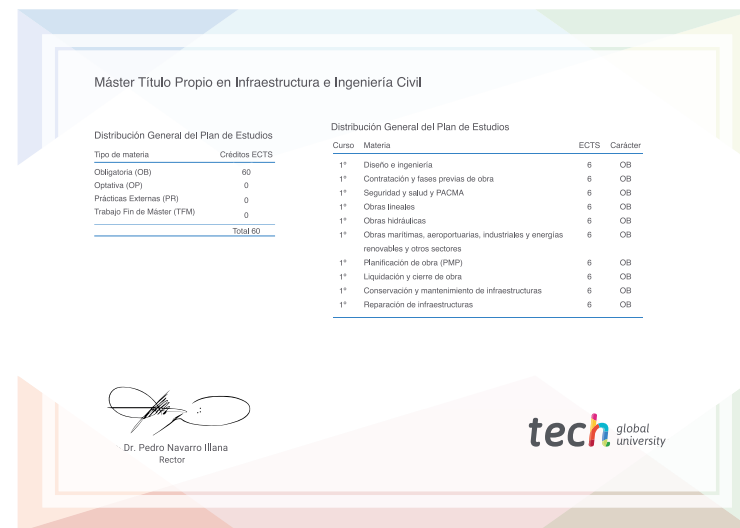 Máster Título Propio en Infraestructura e Ingeniería Civil
Distribución General del Plan de Estudios
Tipo de materia Créditos ECTS
Obligatoria (OB) 60
Optativa (OP) 0
Prácticas Externas (PR) 0
Trabajo Fin de Máster (TFM) 0
Total 60
Distribución General del Plan de Estudios
Curso Materia ECTS Carácter
1º Diseño e ingeniería 6 OB
1º Contratación y fases previas de obra 6 OB
1º Seguridad y salud y PACMA 6 OB
1º Obras lineales 6 OB
1º Obras hidráulicas 6 OB
1º Obras marítimas, aeroportuarias, industriales y energías 6 OB
renovables y otros sectores
1º Planificación de obra (PMP) 6 OB
1º Liquidación y cierre de obra 6 OB
1º Conservación y mantenimiento de infraestructuras 6 OB
1º Reparación de infraestructuras 6 OB
Dr. Pedro Navarro Illana
Rector
tech global
university